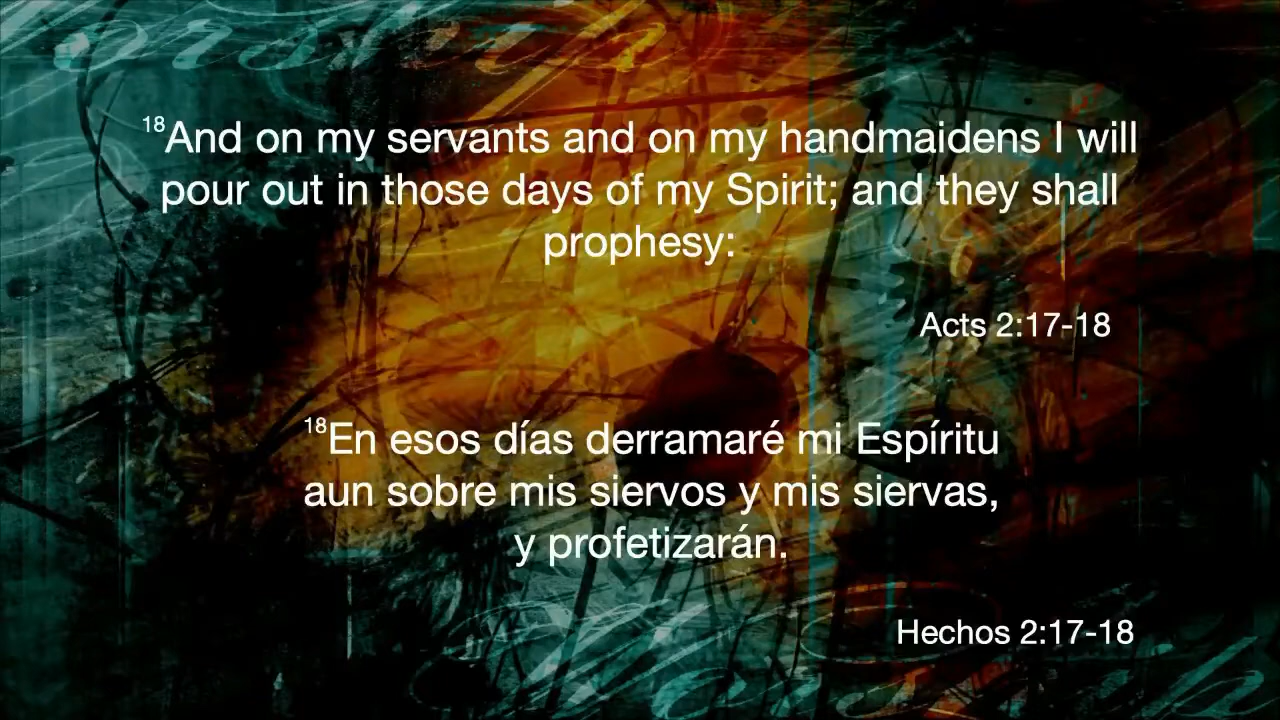 Worship
18And on my servants and on my handmaidens I will
pour out in those days of my Spirit; and they shall
prophesy:
Acts 2:17-18
18En esos días derramaré mi Espíritu
aun sobre mis siervos y mis siervas,
y profetizarán.
Hechos 2:17-18
Worship